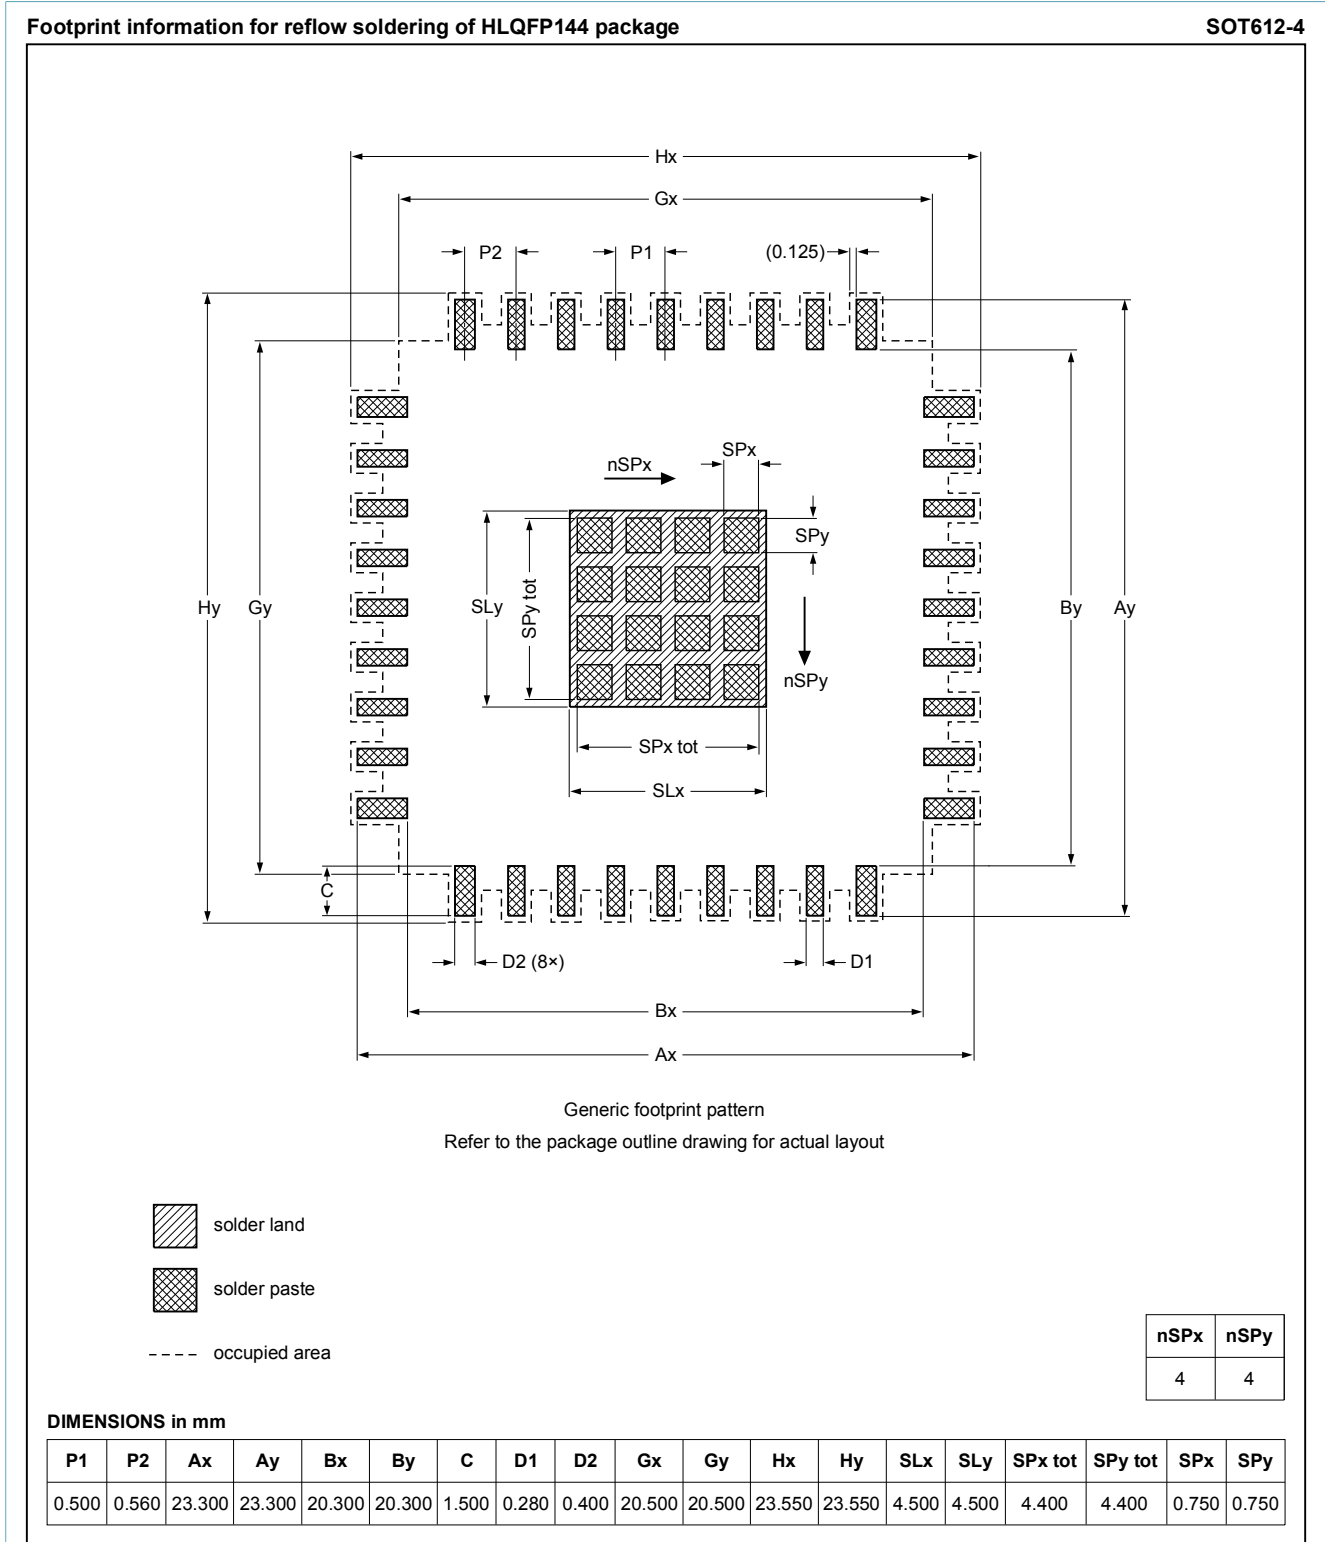 Footprint information for reflow soldering of HLQFP144 package SOT612-4
Hx
Gx
P2 P1 (0.125)
SPx
nSPx
SPy
Hy Gy SLy SPy tot By Ay
nSPy
SPx tot
SLx
C
D2 (8×) D1
Bx
Ax
Generic footprint pattern
Refer to the package outline drawing for actual layout
solder land
solder paste
occupied area
nSPx nSPy
4 4
DIMENSIONS in mm
P1 P2 Ax Ay Bx By C D1 D2 Gx Gy Hx Hy SLx SLy SPx tot SPy tot SPx SPy
0.500 0.560 23.300 23.300 20.300 20.300 1.500 0.280 0.400 20.500 20.500 23.550 23.550 4.500 4.500 4.400 4.400 0.750 0.750